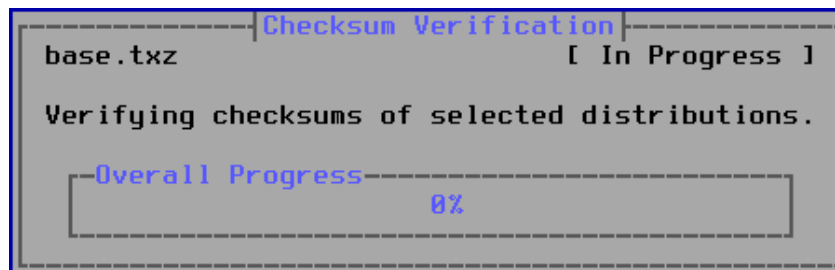 Checksum Verification
base.txz [ In Progress ]
Verifying checksums of selected distributions.
Overall Progress
0%